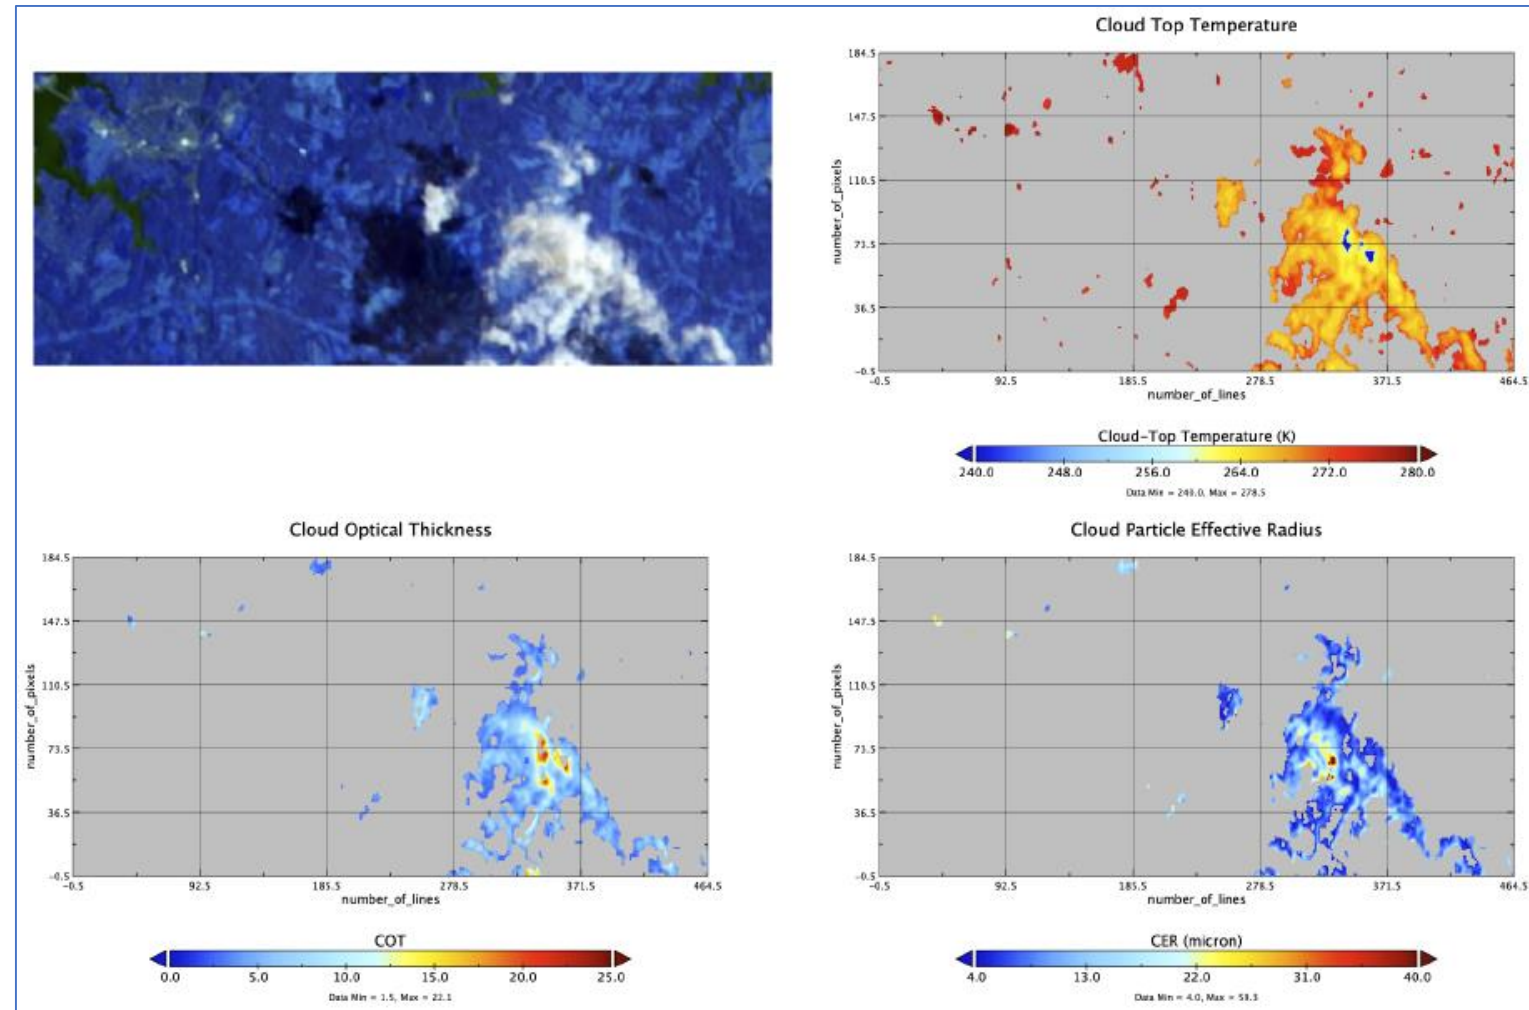 Cloud Top Temperature
184.5
147.5
110.5
73.5
36.5
-0.5
number_of_pixels
-0.5 92.5 185.5 278.5 371.5 464.5
number_of_lines
Cloud-Top Temperature (K)
240.0 248.0 256.0 264.0 272.0 280.0
Data Min = 240.0, Max = 278.5
Cloud Optical Thickness
184.5
147.5
110.5
73.5
36.5
-0.5
number_of_pixels
-0.5 92.5 185.5 278.5 371.5 464.5
number_of_lines
COT
0.0 5.0 10.0 15.0 20.0 25.0
Data Min = 1.5, Max = 22.1
Cloud Particle Effective Radius
184.5
147.5
110.5
73.5
36.5
-0.5
number_of_pixels
-0.5 92.5 185.5 278.5 371.5 464.5
number_of_lines
CER (micron)
4.0 13.0 22.0 31.0 40.0
Data Min = 4.0, Max =